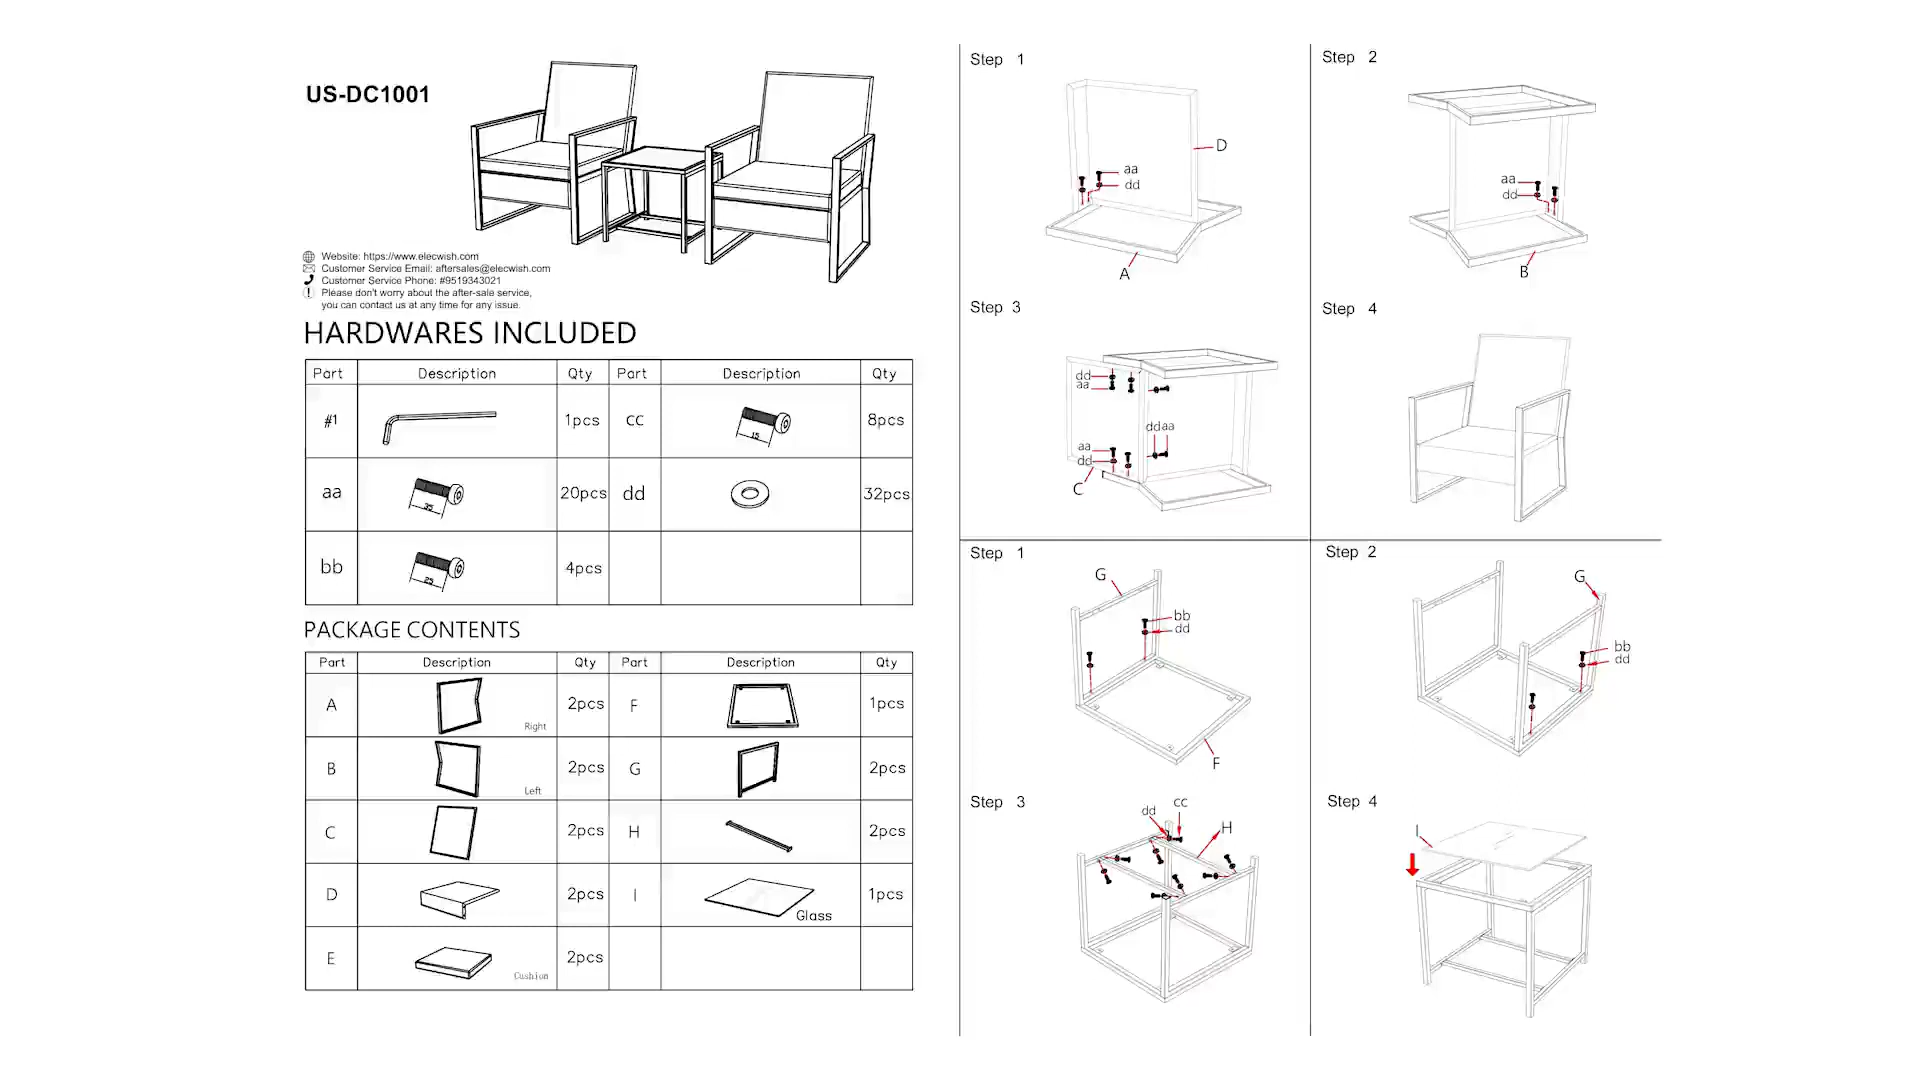 US-DC1001
Website: https://www.elecwish.com
Customer Service Email: aftersales@elecwish.com
Customer Service Phone: #9519343021
Please don't worry about the after-sale service,
you can contact us at any time for any issue.
HARDWARES INCLUDED
Part Description Qty Part Description Qty
#1 1pcs cc 15 8pcs
aa 35 20pcs dd 32pcs
bb 25 4pcs
PACKAGE CONTENTS
Part Description Qty Part Description Qty
A Right 2pcs F 1pcs
B Left 2pcs G 2pcs
C 2pcs H 2pcs
D 2pcs I Glass 1pcs
E Cushion 2pcs
Step 1
D
aa
dd
A
Step 2
aa
dd
B
Step 3
dd
aa
dd aa
aa
dd
C
Step 4
Step 1
G
bb
dd
F
Step 2
G
bb
dd
Step 3
dd cc
H
Step 4
I